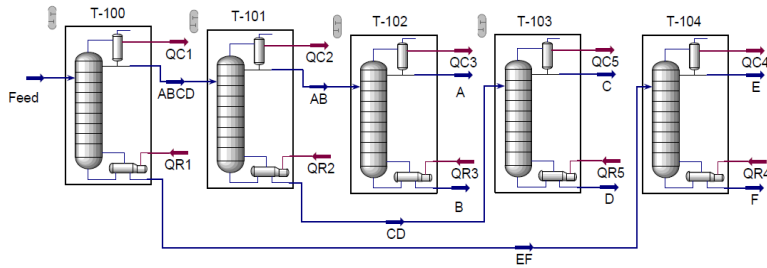 T-100 T-101 T-102 T-103 T-104
QC1 QC2 QC3 QC5 QC4
Feed ABCD AB A C E
QR1 QR2 QR3 QR5 QR4
B D F
CD
EF